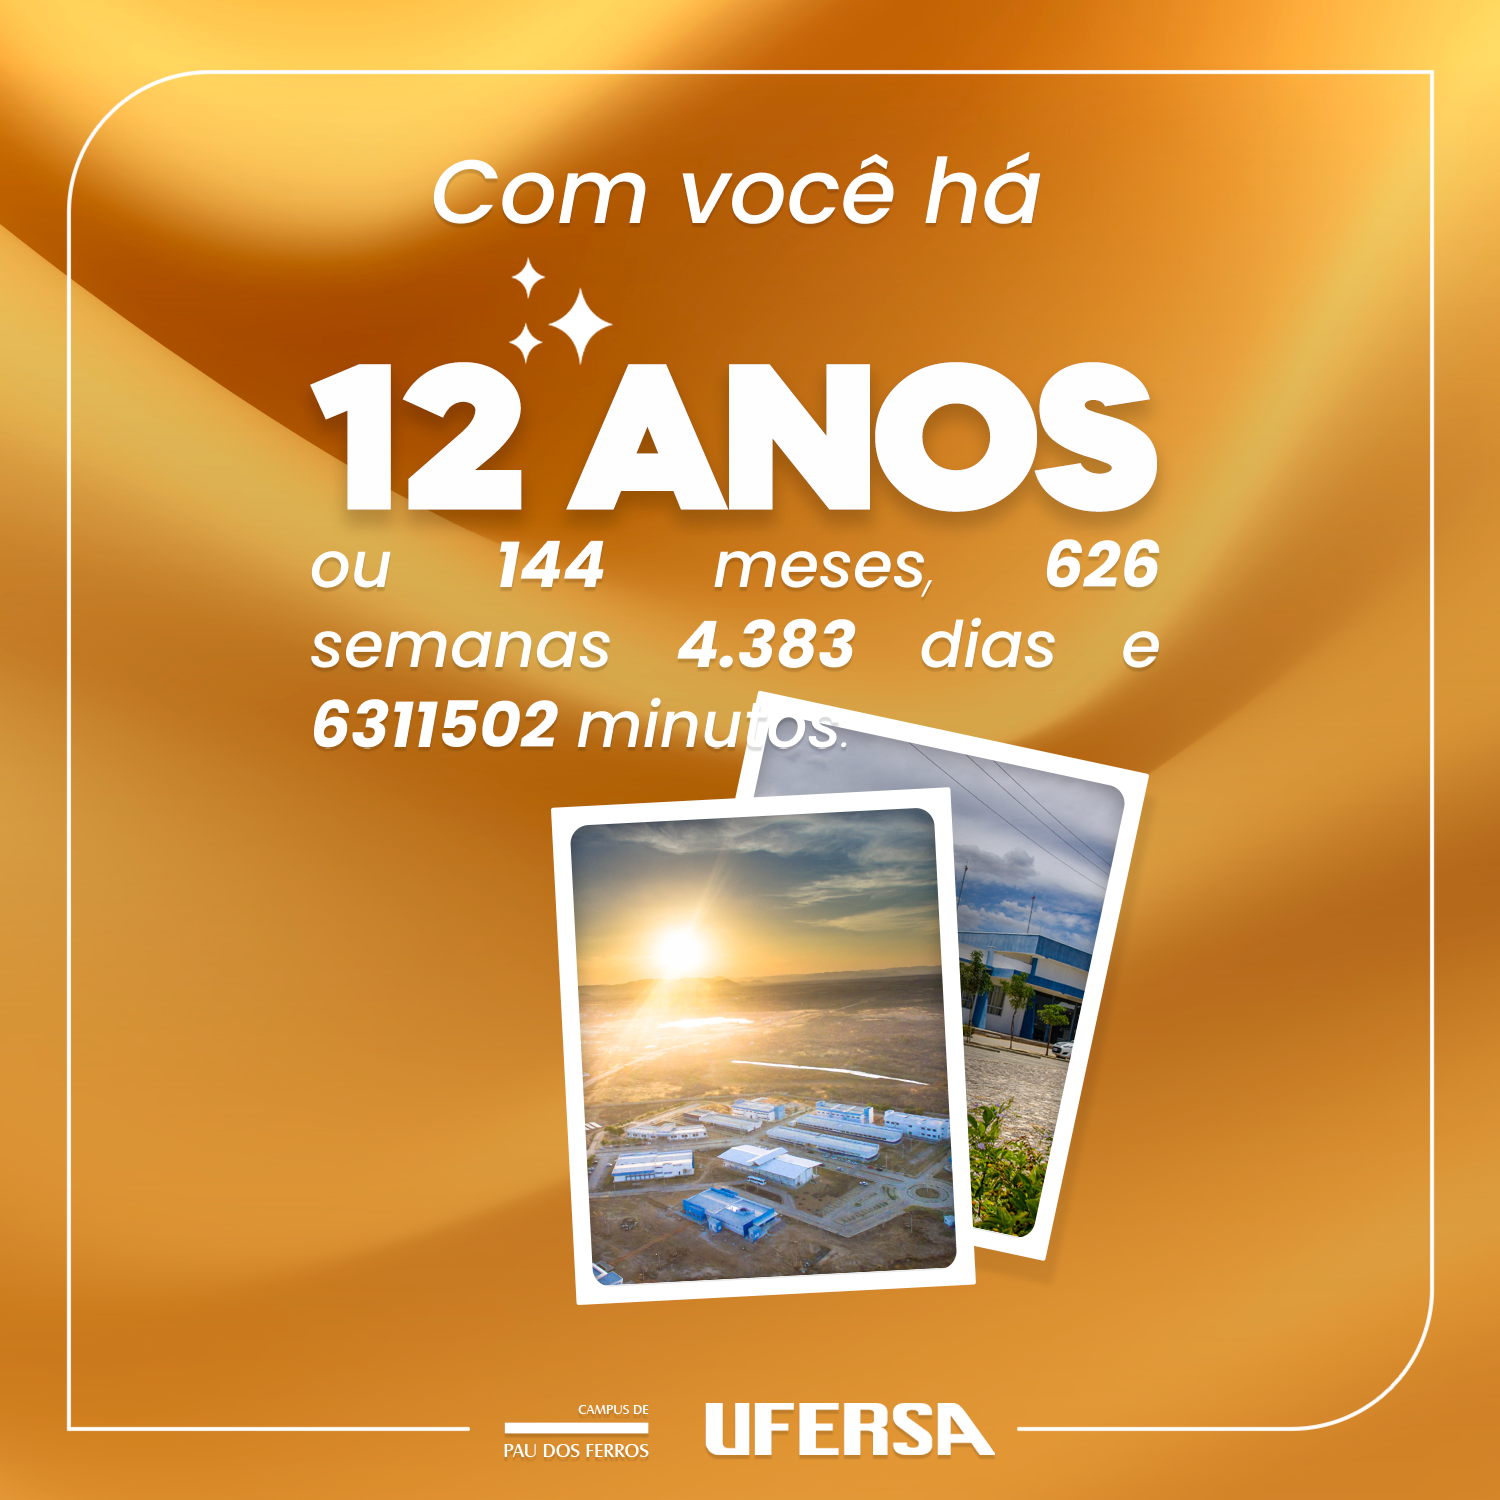 Com você há
12 ANOS
ou 144 meses, 626
semanas 4.383 dias e
6311502 minutos.
CAMPUS DE
PAU DOS FERROS
UFERSA